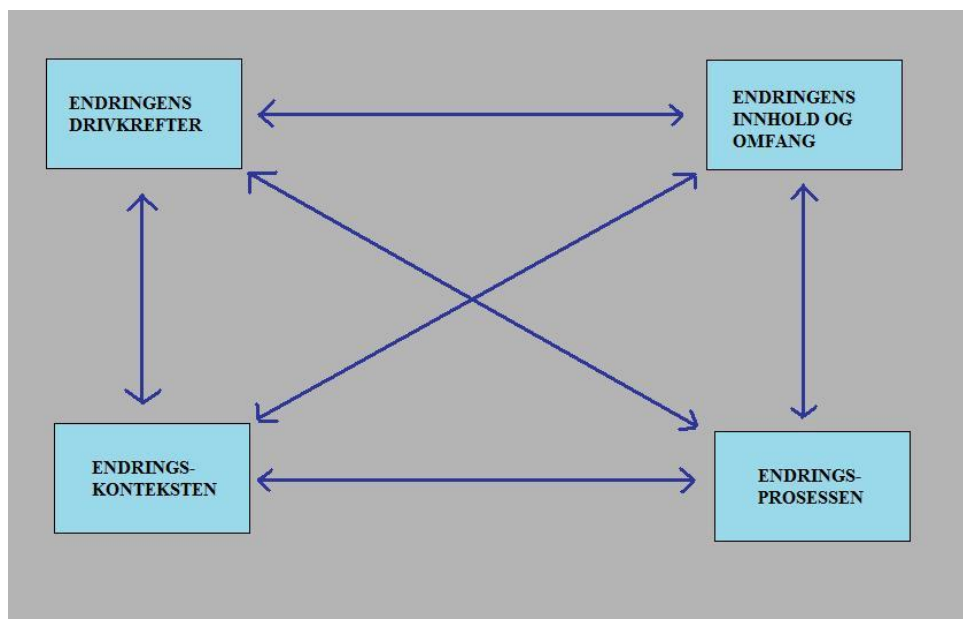 ENDRINGENS
DRIVKREFTER
ENDRINGENS
INNHOLD OG
OMFANG
ENDRINGS-
KONTEKSTEN
ENDRINGS-
PROSESSEN